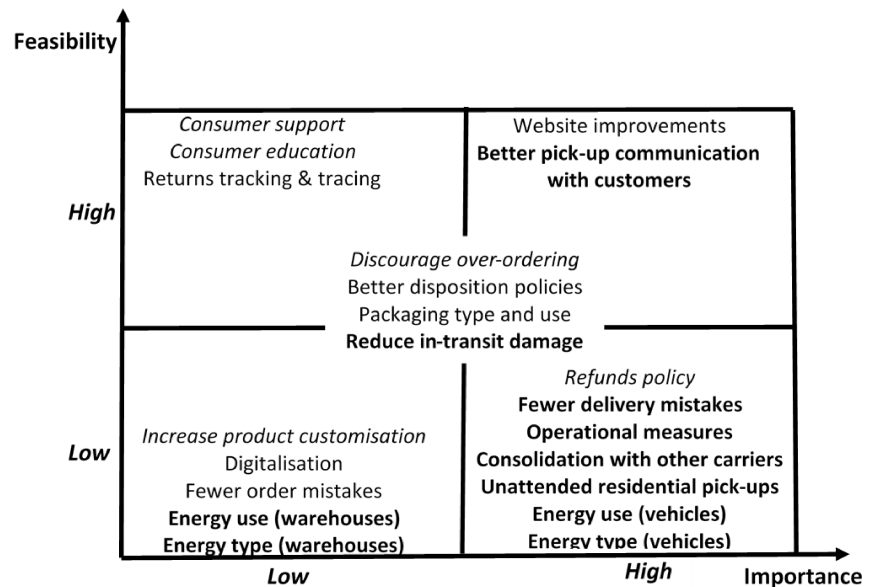 Feasibility
Consumer support
Consumer education
Returns tracking & tracing
Website improvements
Better pick-up communication
with customers
High
Discourage over-ordering
Better disposition policies
Packaging type and use
Reduce in-transit damage
Low
Increase product customisation
Digitalisation
Fewer order mistakes
Energy use (warehouses)
Energy type (warehouses)
Refunds policy
Fewer delivery mistakes
Operational measures
Consolidation with other carriers
Unattended residential pick-ups
Energy use (vehicles)
Energy type (vehicles)
Low
High
Importance